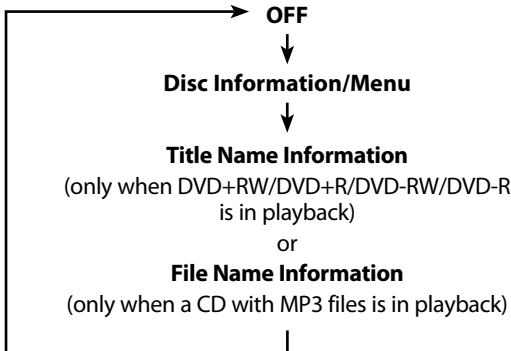 OFF
Disc Information/Menu
Title Name Information
(only when DVD+RW/DVD+R/DVD-RW/DVD-R
is in playback)
or
File Name Information
(only when a CD with MP3 files is in playback)